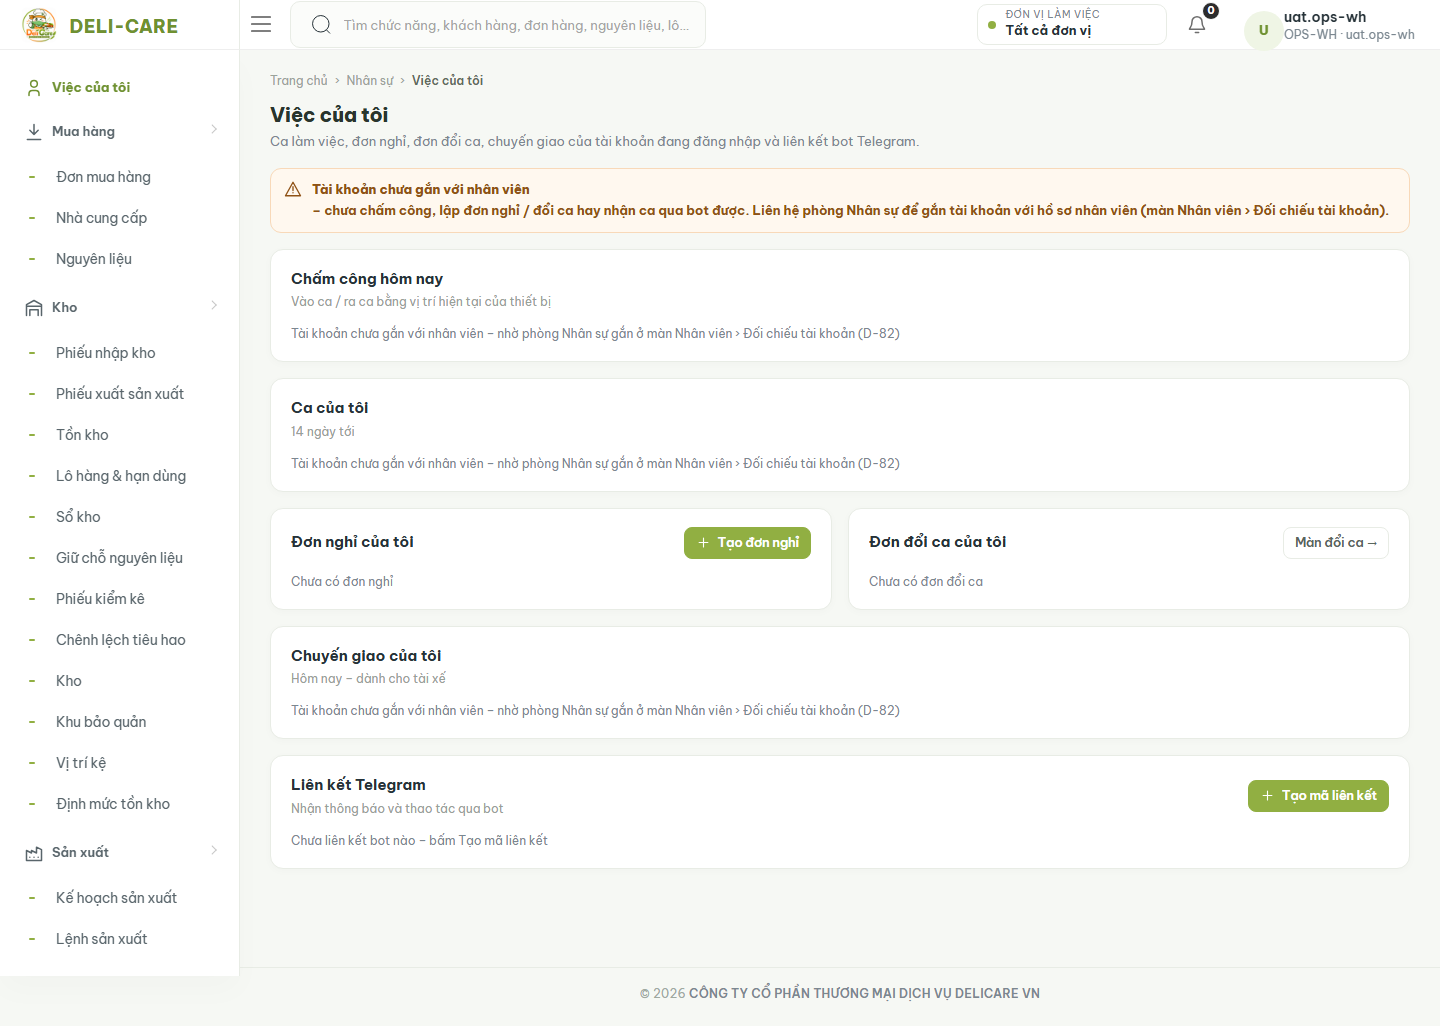 DELI-CARE
Tìm chức năng, khách hàng, đơn hàng, nguyên liệu, lô...
ĐƠN VỊ LÀM VIỆC
Tất cả đơn vị
0
U
uat.ops-wh
OPS-WH · uat.ops-wh
Việc của tôi
Mua hàng
Đơn mua hàng
Nhà cung cấp
Nguyên liệu
Kho
Phiếu nhập kho
Phiếu xuất sản xuất
Tồn kho
Lô hàng & hạn dùng
Sổ kho
Giữ chỗ nguyên liệu
Phiếu kiểm kê
Chênh lệch tiêu hao
Kho
Khu bảo quản
Vị trí kệ
Định mức tồn kho
Sản xuất
Kế hoạch sản xuất
Lệnh sản xuất
Trang chủ › Nhân sự › Việc của tôi
Việc của tôi
Ca làm việc, đơn nghỉ, đơn đổi ca, chuyến giao của tài khoản đang đăng nhập và liên kết bot Telegram.
Tài khoản chưa gắn với nhân viên
– chưa chấm công, lập đơn nghỉ / đổi ca hay nhận ca qua bot được. Liên hệ phòng Nhân sự để gắn tài khoản với hồ sơ nhân viên (màn Nhân viên › Đối chiếu tài khoản).
Chấm công hôm nay
Vào ca / ra ca bằng vị trí hiện tại của thiết bị
Tài khoản chưa gắn với nhân viên – nhờ phòng Nhân sự gắn ở màn Nhân viên › Đối chiếu tài khoản (D-82)
Ca của tôi
14 ngày tới
Tài khoản chưa gắn với nhân viên – nhờ phòng Nhân sự gắn ở màn Nhân viên › Đối chiếu tài khoản (D-82)
Đơn nghỉ của tôi
+ Tạo đơn nghỉ
Chưa có đơn nghỉ
Đơn đổi ca của tôi
Màn đổi ca →
Chưa có đơn đổi ca
Chuyến giao của tôi
Hôm nay – dành cho tài xế
Tài khoản chưa gắn với nhân viên – nhờ phòng Nhân sự gắn ở màn Nhân viên › Đối chiếu tài khoản (D-82)
Liên kết Telegram
Nhận thông báo và thao tác qua bot
+ Tạo mã liên kết
Chưa liên kết bot nào – bấm Tạo mã liên kết
© 2026 CÔNG TY CỔ PHẦN THƯƠNG MẠI DỊCH VỤ DELICARE VN